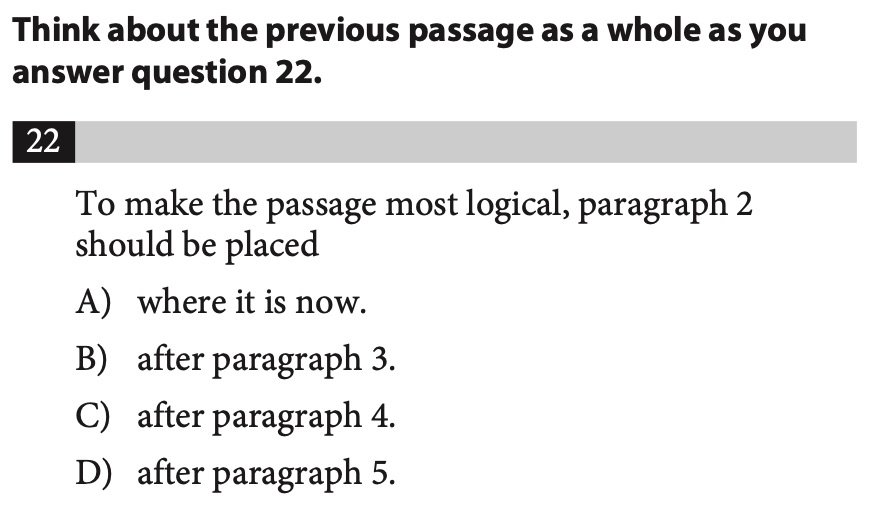 Think about the previous passage as a whole as you
answer question 22.
22
To make the passage most logical, paragraph 2
should be placed
A) where it is now.
B) after paragraph 3.
C) after paragraph 4.
D) after paragraph 5.